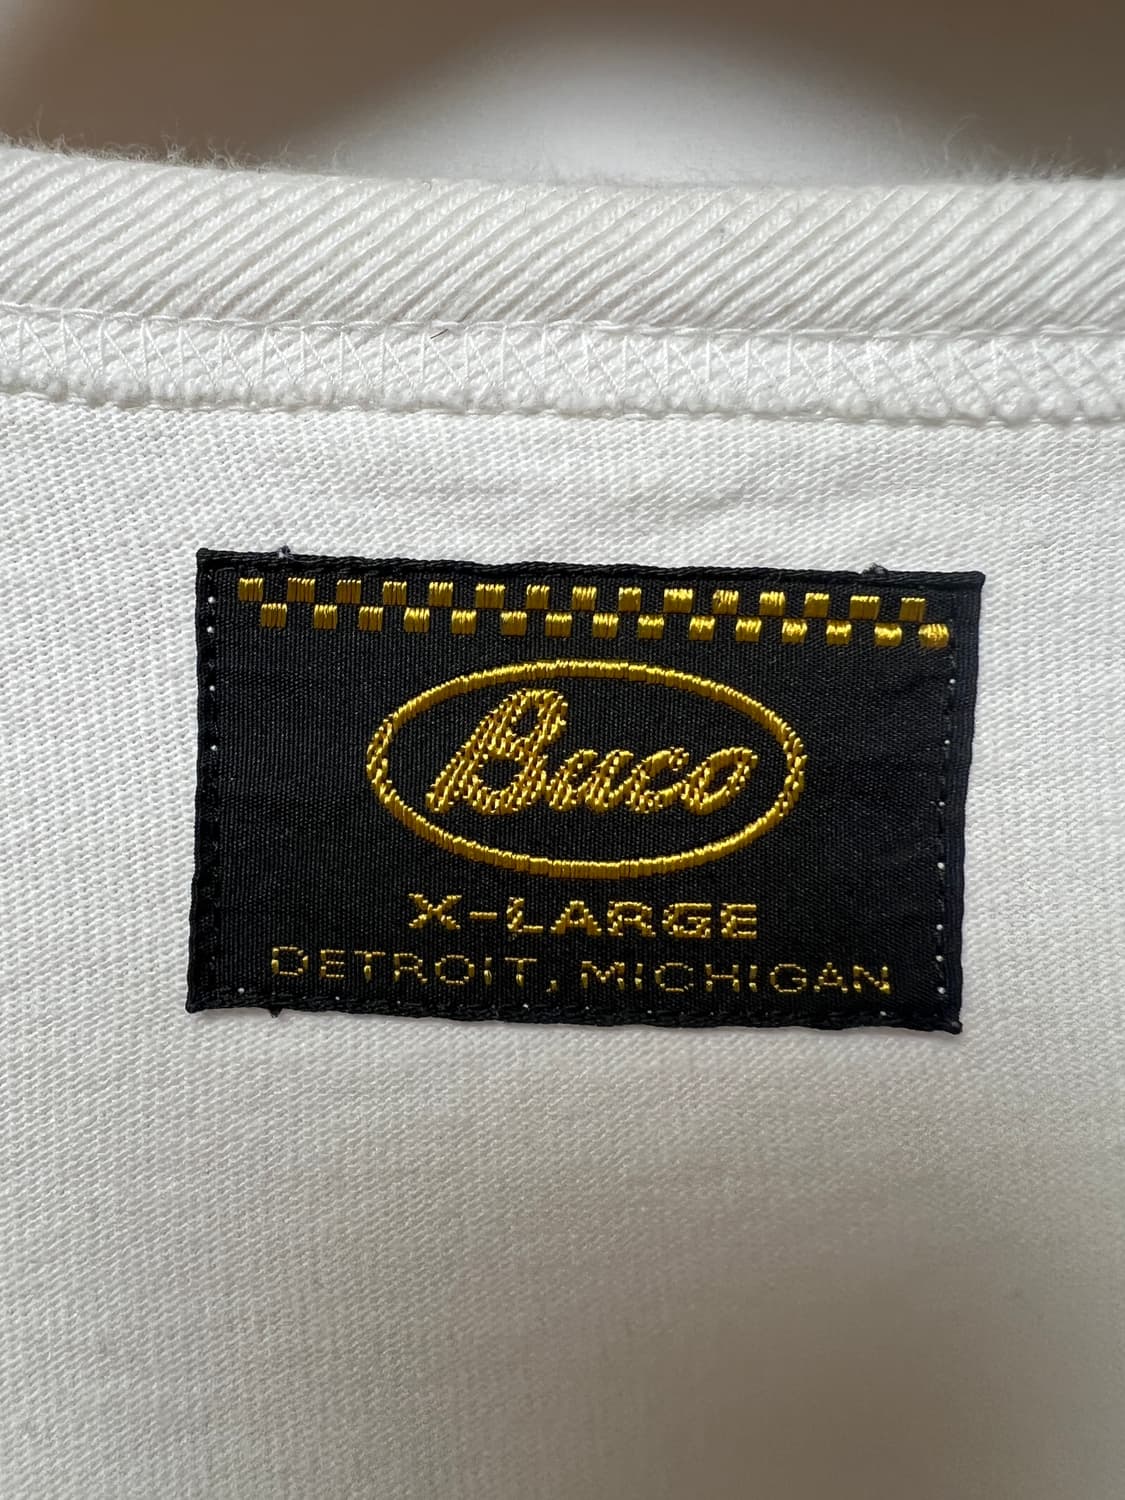 Buco
X-LARGE
DETROIT, MICHIGAN